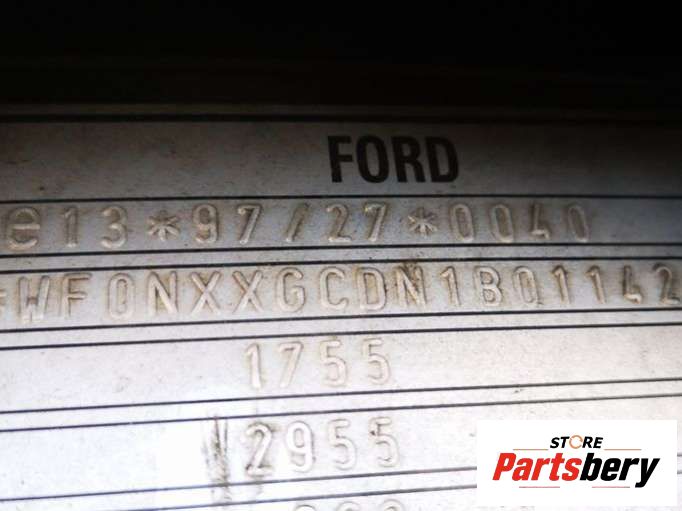 FORD
e13*97/27*0040
*WF0NXXGCDN1B01142
1755
2955
STORE
Partsbery